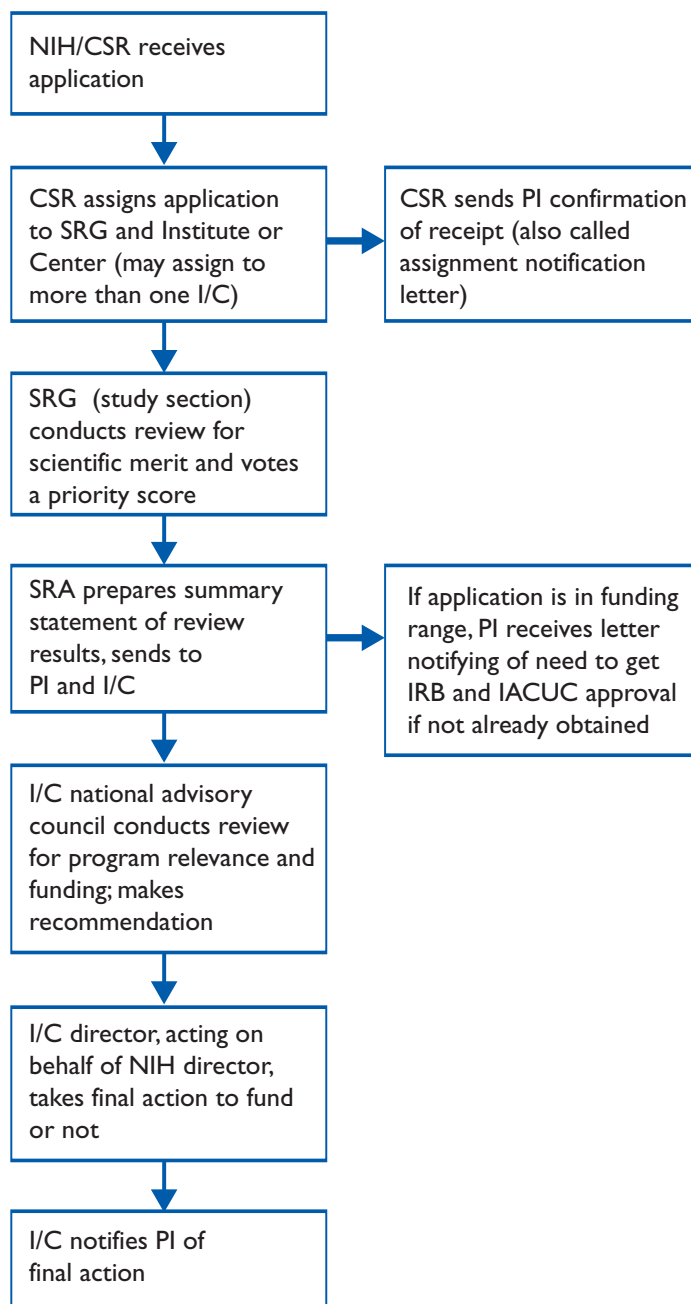 NIH/CSR receives
application
CSR assigns application
to SRG and Institute or
Center (may assign to
more than one I/C)
CSR sends PI confirmation
of receipt (also called
assignment notification
letter)
SRG (study section)
conducts review for
scientific merit and votes
a priority score
SRA prepares summary
statement of review
results, sends to
PI and I/C
If application is in funding
range, PI receives letter
notifying of need to get
IRB and IACUC approval
if not already obtained
I/C national advisory
council conducts review
for program relevance and
funding; makes
recommendation
I/C director, acting on
behalf of NIH director,
takes final action to fund
or not
I/C notifies PI of
final action